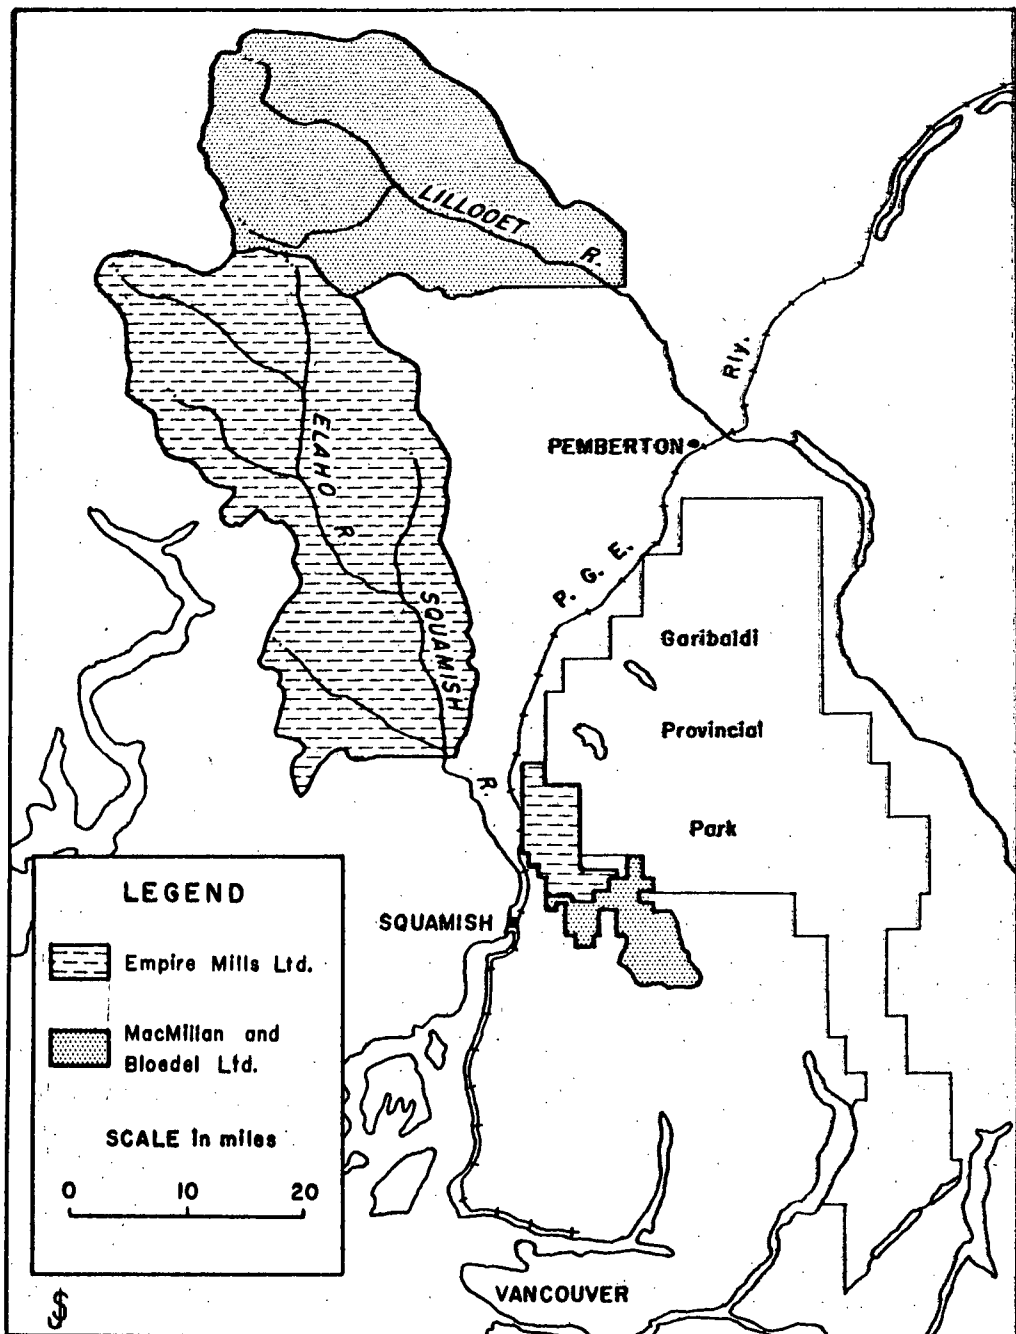 LILLOOET R.
Rly.
PEMBERTON
ELAHO R.
P. G. E.
SQUAMISH R.
Garibaldi
Provincial
Park
SQUAMISH
LEGEND
Empire Mills Ltd.
MacMillan and
Bloedel Ltd.
SCALE in miles
0 10 20
VANCOUVER